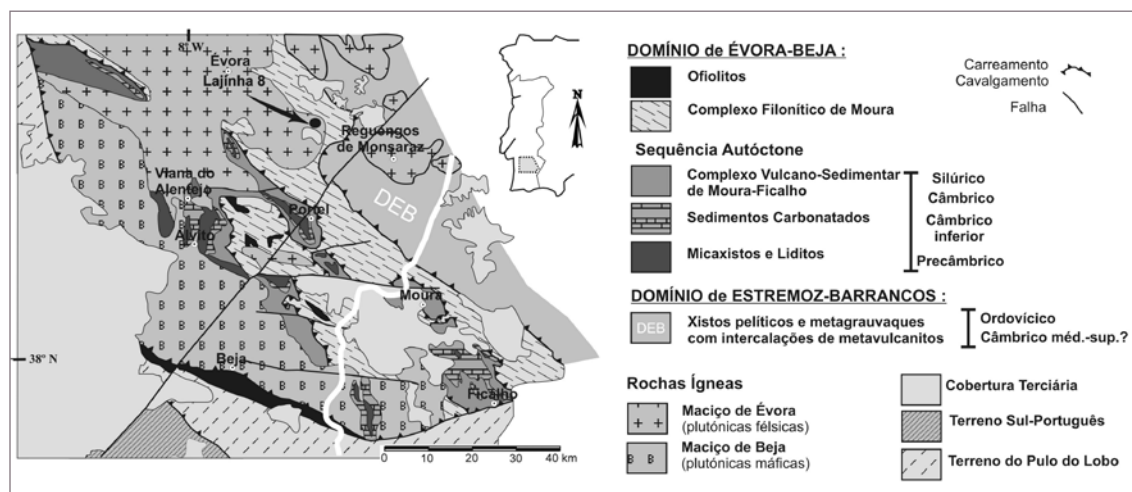 8° W
Évora
Lajínha 8
Reguengos
de Monsaraz
N
Viana do
Alentejo
Portel
DEB
Alvito
Moura
38° N
Beja
Ficalho
0 10 20 30 40 km
DOMÍNIO de ÉVORA-BEJA :
Ofiolitos
Complexo Filonítico de Moura
Carreamento
Cavalgamento
Falha
Sequência Autóctone
Complexo Vulcano-Sedimentar
de Moura-Ficalho
Sedimentos Carbonatados
Micaxistos e Liditos
Silúrico
Câmbrico
Câmbrico
inferior
Precâmbrico
DOMÍNIO de ESTREMOZ-BARRANCOS :
DEB
Xistos pelíticos e metagrauvaques
com intercalações de metavulcanitos
Ordovícico
Câmbrico méd.-sup.?
Rochas Ígneas
Maciço de Évora
(plutónicas félsicas)
B B
Maciço de Beja
(plutónicas máficas)
Cobertura Terciária
Terreno Sul-Português
Terreno do Pulo do Lobo